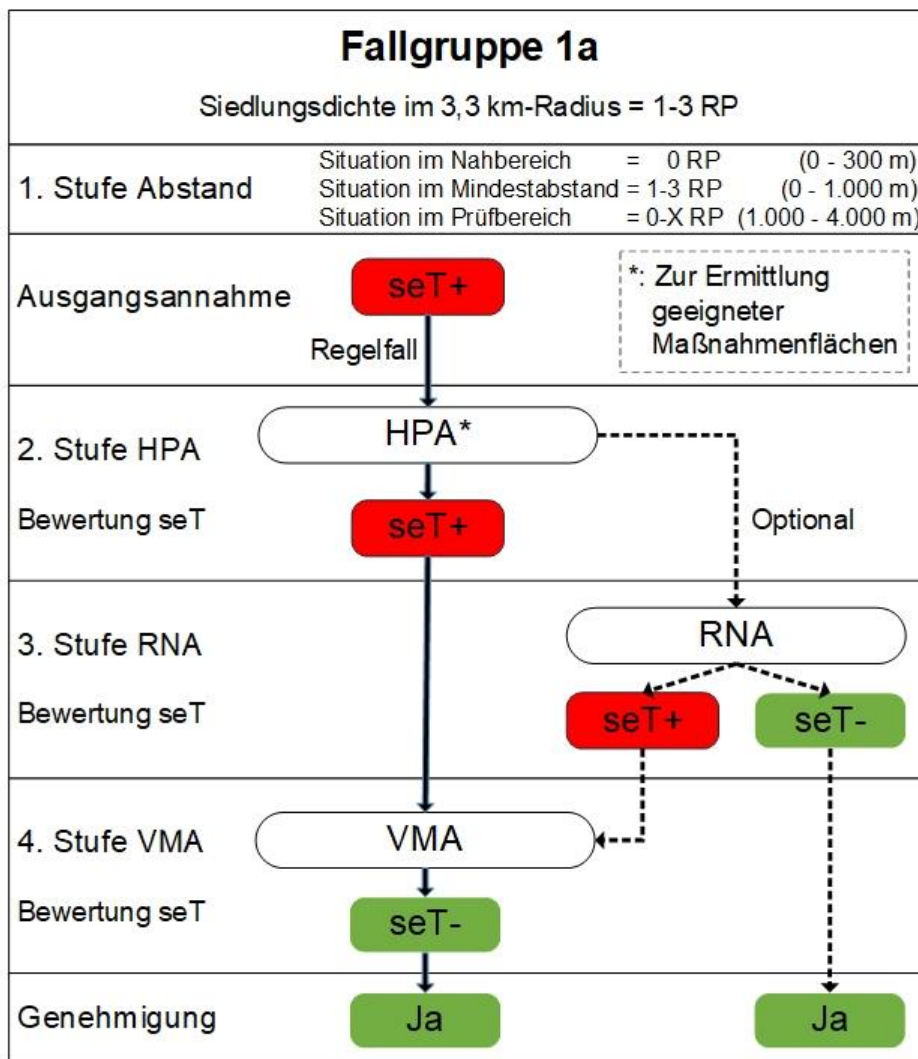 Fallgruppe 1a
Siedlungsdichte im 3,3 km-Radius = 1-3 RP
1. Stufe Abstand
Situation im Nahbereich = 0 RP (0 - 300 m)
Situation im Mindestabstand = 1-3 RP (0 - 1.000 m)
Situation im Prüfbereich = 0-X RP (1.000 - 4.000 m)
Ausgangsannahme
seT+
*: Zur Ermittlung
geeigneter
Maßnahmenflächen
Regelfall
2. Stufe HPA
HPA*
Bewertung seT
seT+
Optional
3. Stufe RNA
RNA
Bewertung seT
seT+
seT-
4. Stufe VMA
VMA
Bewertung seT
seT-
Genehmigung
Ja
Ja